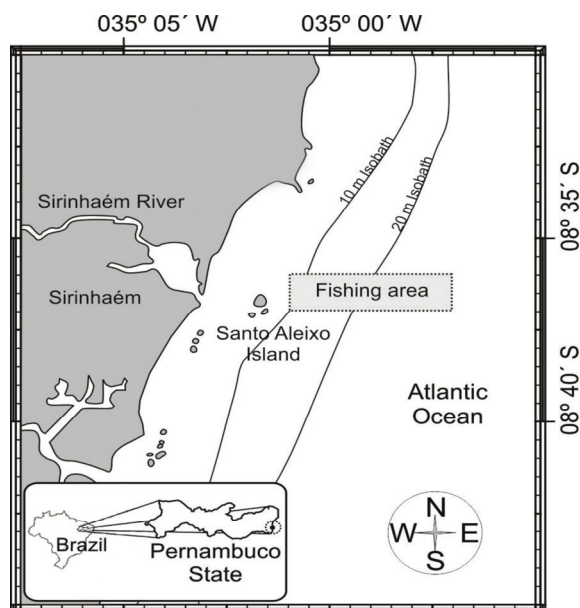 035º 05´ W
035º 00´ W
10 m Isobath
20 m Isobath
Sirinhaém River
08º 35´ S
Sirinhaém
Fishing area
Santo Aleixo
Island
Atlantic
Ocean
08º 40´ S
Brazil
Pernambuco
State
N
W
E
S